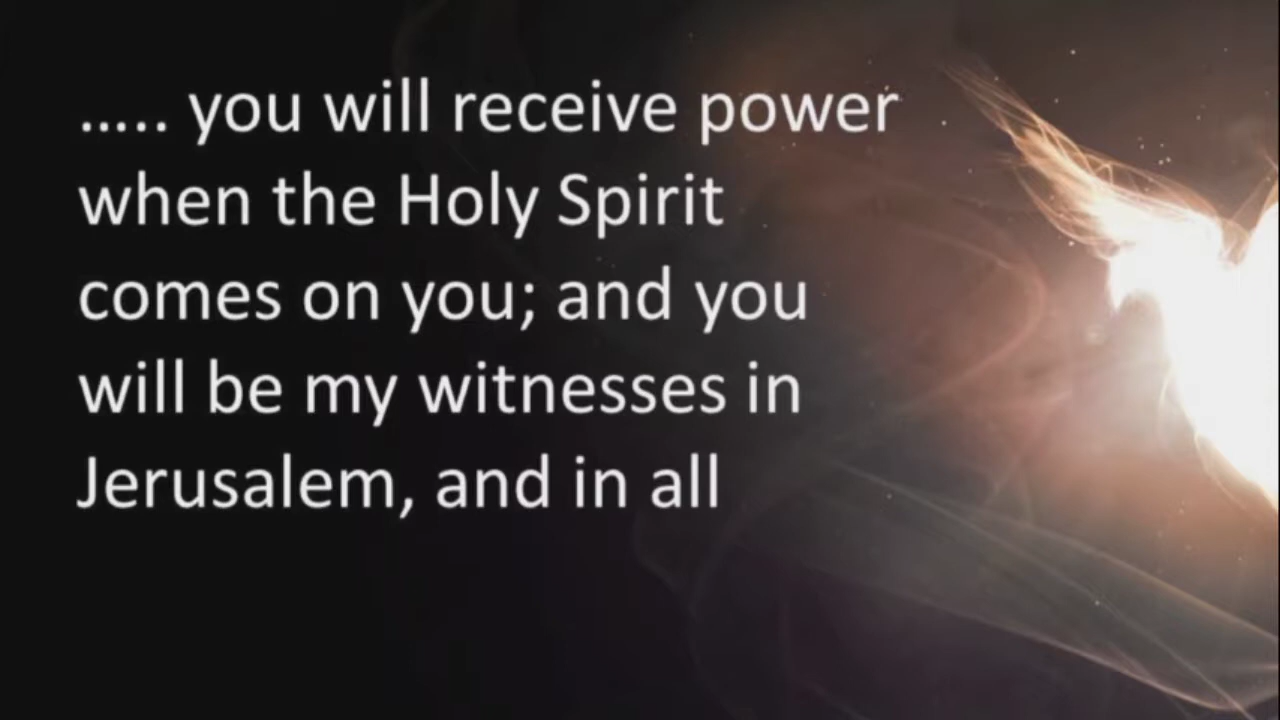 ….. you will receive power
when the Holy Spirit
comes on you; and you
will be my witnesses in
Jerusalem, and in all